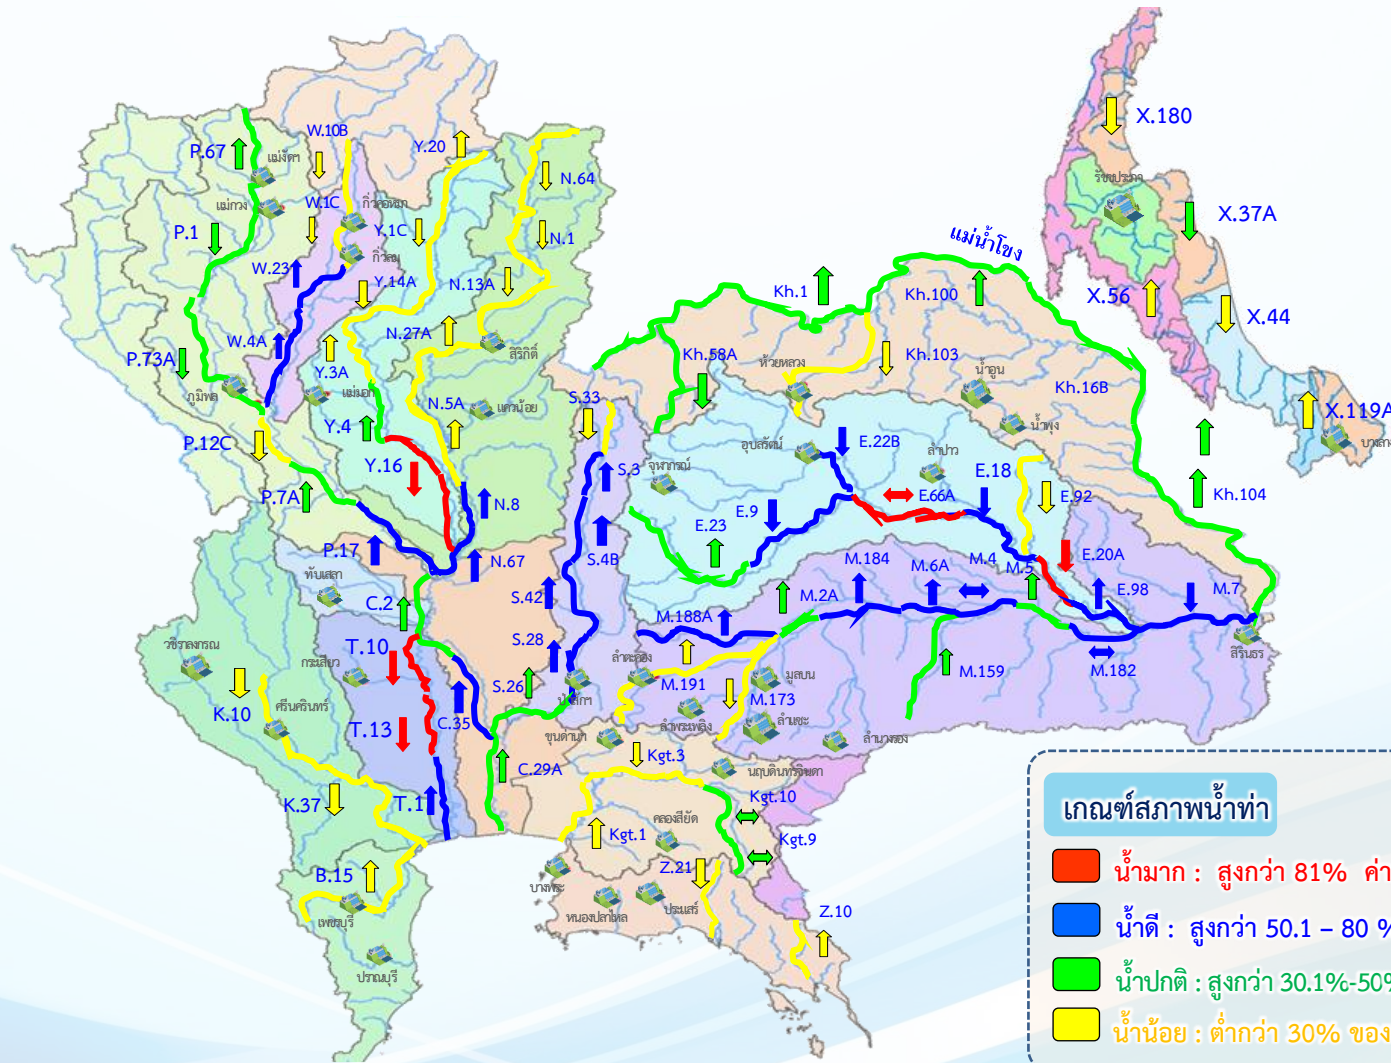 X.180
X.37A
X.56
X.44
X.119A
รัชชประภา
บางลาง
P.67
แม่งัดฯ
แม่กวง
P.1
P.73A
ภูมิพล
P.12C
P.7A
P.17
W.10B
W.1C
กิ่วคอหมา
กิ่วลม
W.23
W.4A
Y.20
Y.1C
Y.14A
Y.3A
แม่มอก
Y.4
Y.16
N.64
N.1
N.13A
N.27A
สิริกิติ์
N.5A
แควน้อย
N.8
N.67
แม่น้ำโขง
Kh.1
Kh.100
Kh.58A
ห้วยหลวง
Kh.103
น้ำอูน
น้ำพุง
Kh.16B
Kh.104
S.33
S.3
S.4B
S.42
S.28
S.26
ป่าสักฯ
จุฬาภรณ์
อุบลรัตน์
E.22B
ลำปาว
E.66A
E.18
E.92
E.9
E.23
E.20A
E.98
M.184
M.6A
M.4
M.5
M.7
M.2A
M.188A
ลำตะคอง
M.191
M.173
มูลบน
ลำแชะ
ลำพระเพลิง
ลำนางรอง
M.159
M.182
สิรินธร
ทับเสลา
C.2
T.10
กระเสียว
T.13
C.35
T.1
C.29A
วชิราลงกรณ
K.10
ศรีนครินทร์
K.37
B.15
เพชรบุรี
ปราณบุรี
ขุนด่านฯ
Kgt.3
นฤบดินทรจินดา
Kgt.10
คลองสียัด
Kgt.1
Kgt.9
บางพระ
หนองปลาไหล
ประแสร์
Z.21
Z.10
เกณฑ์สภาพน้ำท่า
น้ำมาก : สูงกว่า 81% ค่า
น้ำดี : สูงกว่า 50.1 – 80 %
น้ำปกติ : สูงกว่า 30.1%-50%
น้ำน้อย : ต่ำกว่า 30% ของ